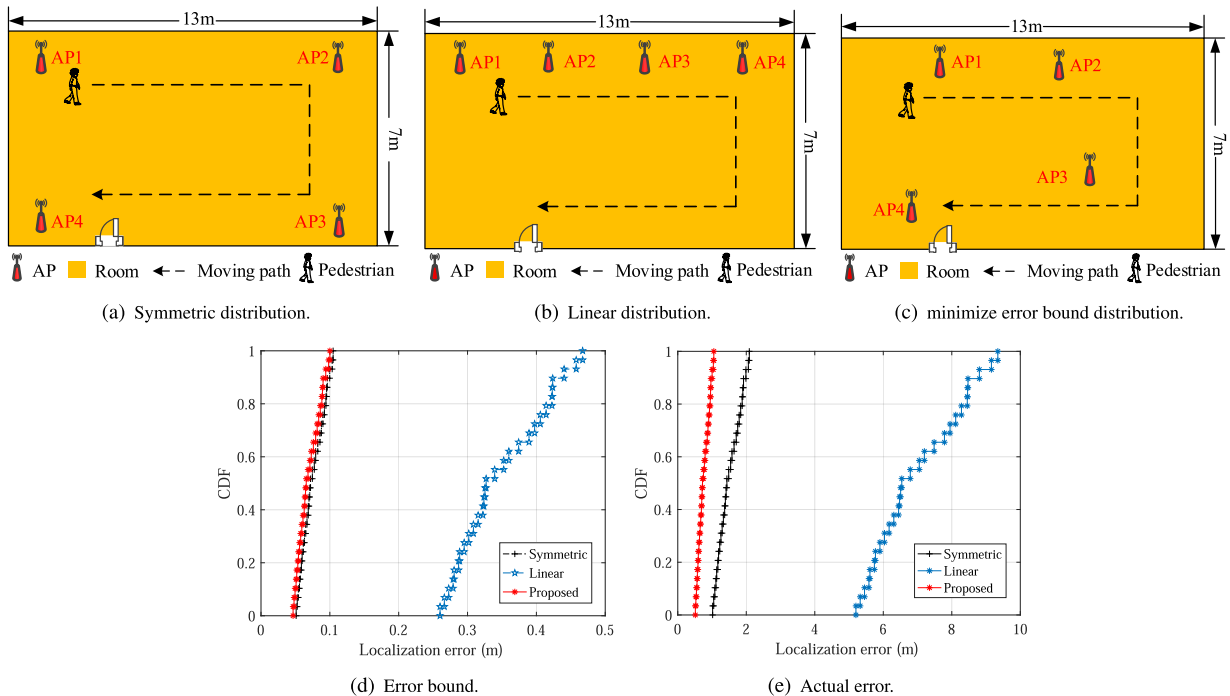 13m
AP1
AP2
7m
AP4
AP3
AP Room Moving path Pedestrian
(a) Symmetric distribution.
13m
AP1 AP2 AP3 AP4
7m
AP Room Moving path Pedestrian
(b) Linear distribution.
13m
AP1 AP2
7m
AP3
AP4
AP Room Moving path Pedestrian
(c) minimize error bound distribution.
1
0.8
0.6
0.4
0.2
0
CDF
Symmetric
Linear
Proposed
0 0.1 0.2 0.3 0.4 0.5
Localization error (m)
(d) Error bound.
1
0.8
0.6
0.4
0.2
0
CDF
Symmetric
Linear
Proposed
0 2 4 6 8 10
Localization error (m)
(e) Actual error.